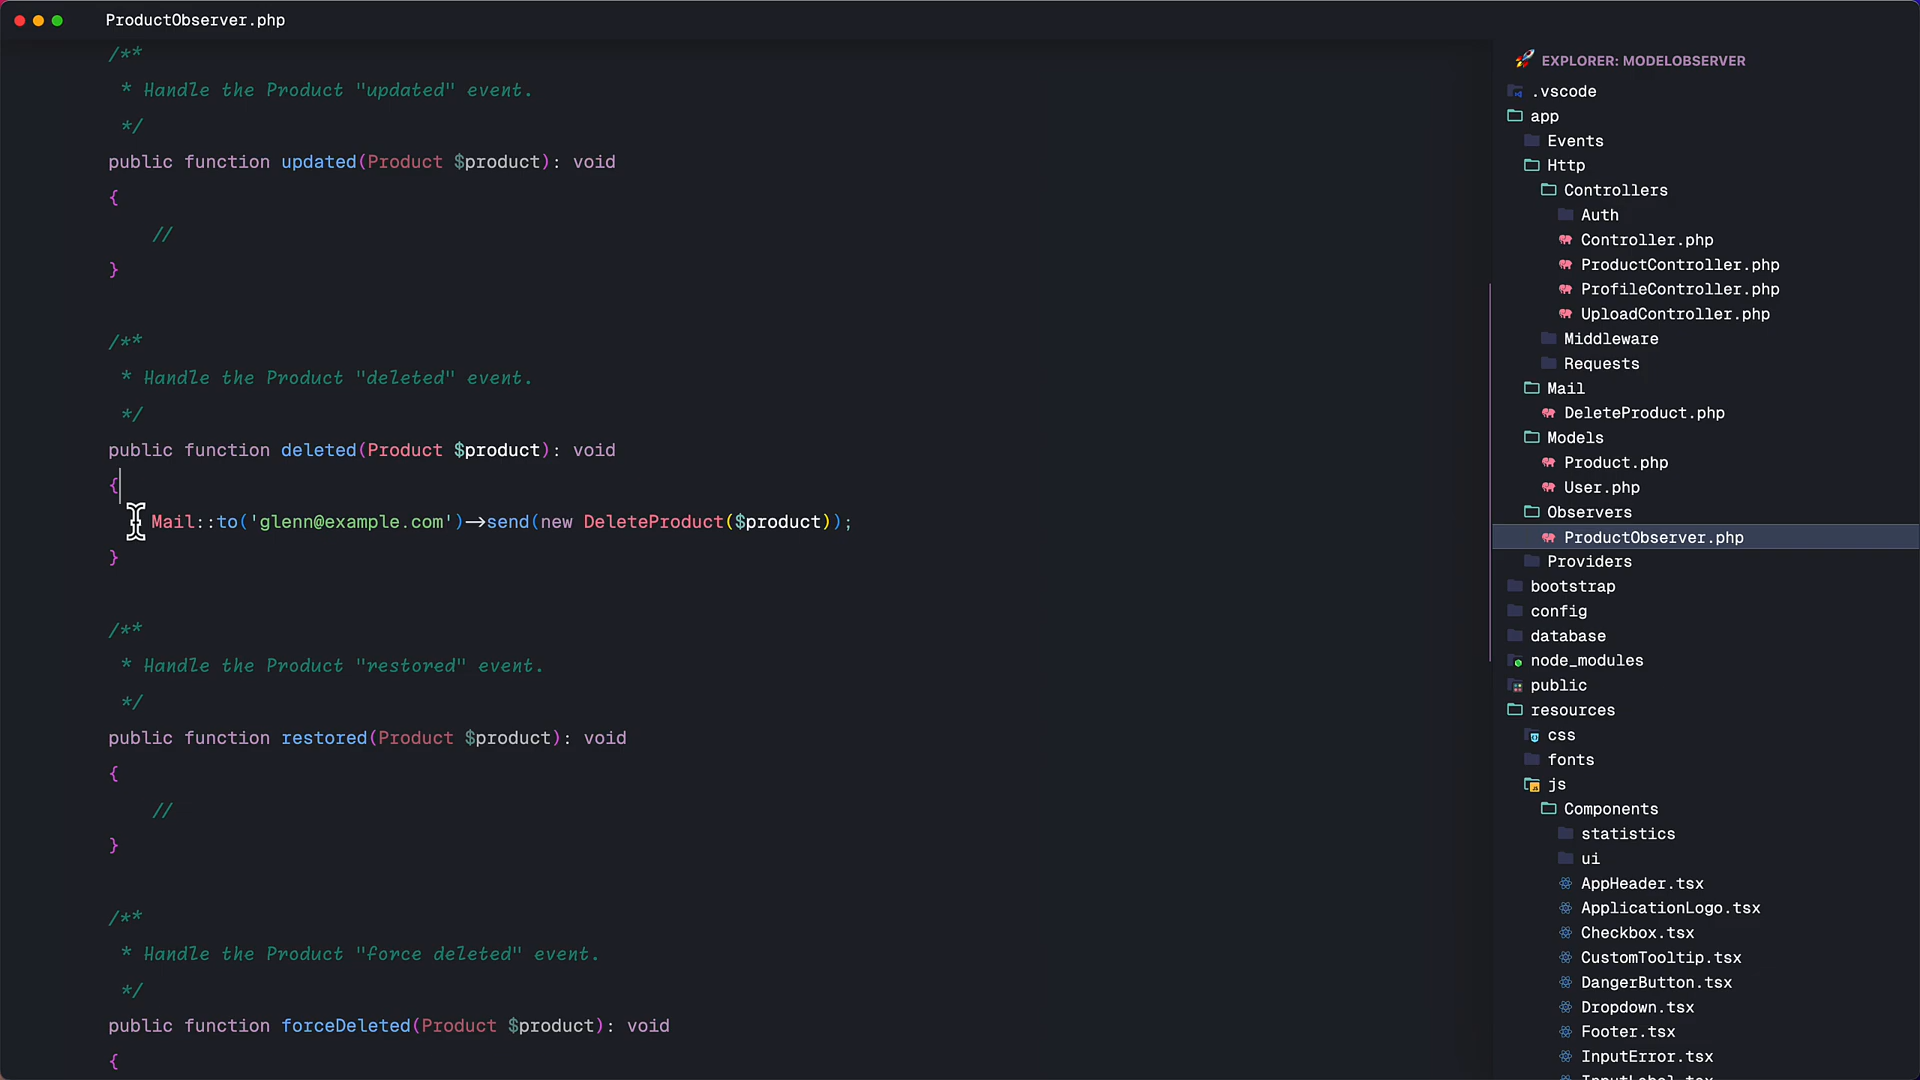 ProductObserver.php
/**
* Handle the Product "updated" event.
*/
public function updated(Product $product): void
{
//
}
/**
* Handle the Product "deleted" event.
*/
public function deleted(Product $product): void
{
Mail::to('glenn@example.com')->send(new DeleteProduct($product));
}
/**
* Handle the Product "restored" event.
*/
public function restored(Product $product): void
{
//
}
/**
* Handle the Product "force deleted" event.
*/
public function forceDeleted(Product $product): void
{
EXPLORER: MODELOBSERVER
.vscode
app
Events
Http
Controllers
Auth
Controller.php
ProductController.php
ProfileController.php
UploadController.php
Middleware
Requests
Mail
DeleteProduct.php
Models
Product.php
User.php
Observers
ProductObserver.php
Providers
bootstrap
config
database
node_modules
public
resources
css
fonts
js
Components
statistics
ui
AppHeader.tsx
ApplicationLogo.tsx
Checkbox.tsx
CustomTooltip.tsx
DangerButton.tsx
Dropdown.tsx
Footer.tsx
InputError.tsx
InputLabel.tsx